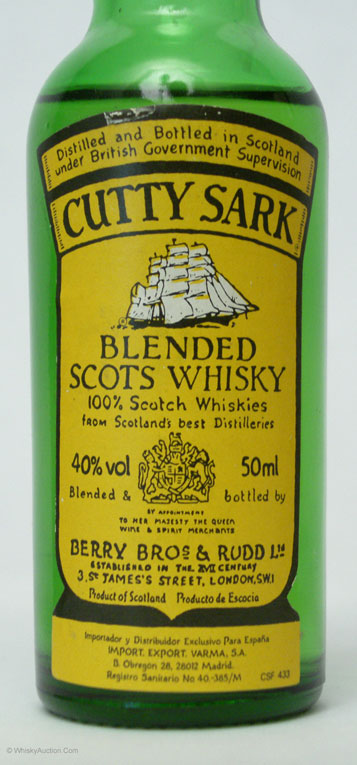 Distilled and Bottled in Scotland
under British Government Supervision
CUTTY SARK
BLENDED
SCOTS WHISKY
100% Scotch Whiskies
from Scotland's best Distilleries
40% vol 50ml
Blended & bottled by
BY APPOINTMENT
TO HER MAJESTY THE QUEEN
WINE & SPIRIT MERCHANTS
BERRY BROS & RUDD LTD
ESTABLISHED IN THE XVII CENTURY
3, ST JAMES'S STREET, LONDON, S.W.1
Product of Scotland Producto de Escocia
Importador y Distribuidor Exclusivo Para España
IMPORT. EXPORT. VARMA, S.A.
B. Obregon 28, 28012 Madrid.
Registro Sanitario No 40.-385/M CSF 433
© WhiskyAuction.Com